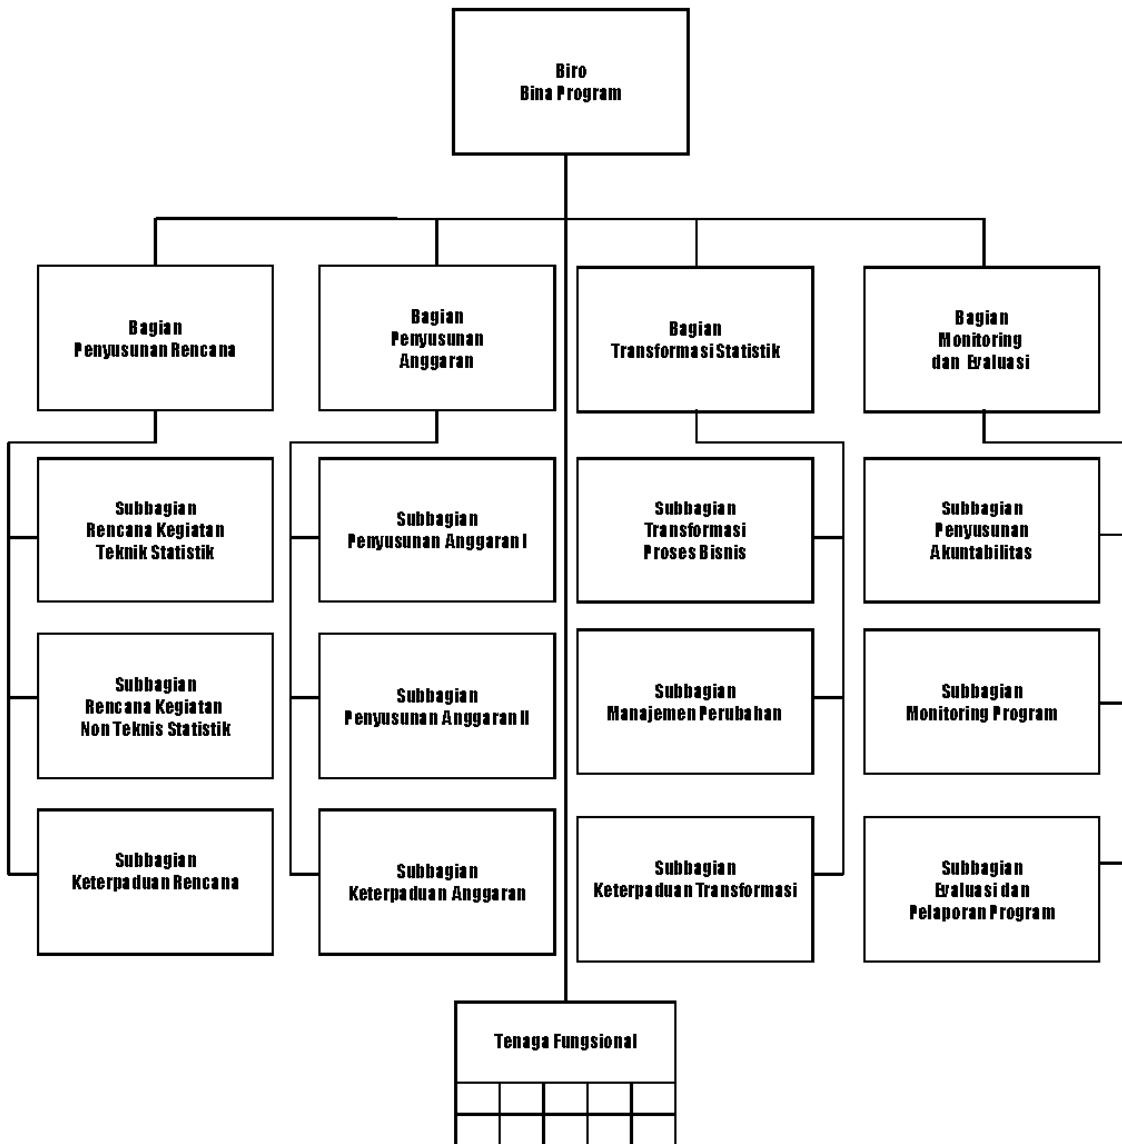 Biro
Bina Program
Bagian
Penyusunan Rencana
Bagian
Penyusunan
Anggaran
Bagian
Transformasi Statistik
Bagian
Monitoring
dan Evaluasi
Subbagian
Rencana Kegiatan
Teknik Statistik
Subbagian
Penyusunan Anggaran I
Subbagian
Transformasi
Proses Bisnis
Subbagian
Penyusunan
Akuntabilitas
Subbagian
Rencana Kegiatan
Non Teknis Statistik
Subbagian
Penyusunan Anggaran II
Subbagian
Manajemen Perubahan
Subbagian
Monitoring Program
Subbagian
Keterpaduan Rencana
Subbagian
Keterpaduan Anggaran
Subbagian
Keterpaduan Transformasi
Subbagian
Evaluasi dan
Pelaporan Program
Tenaga Fungsional